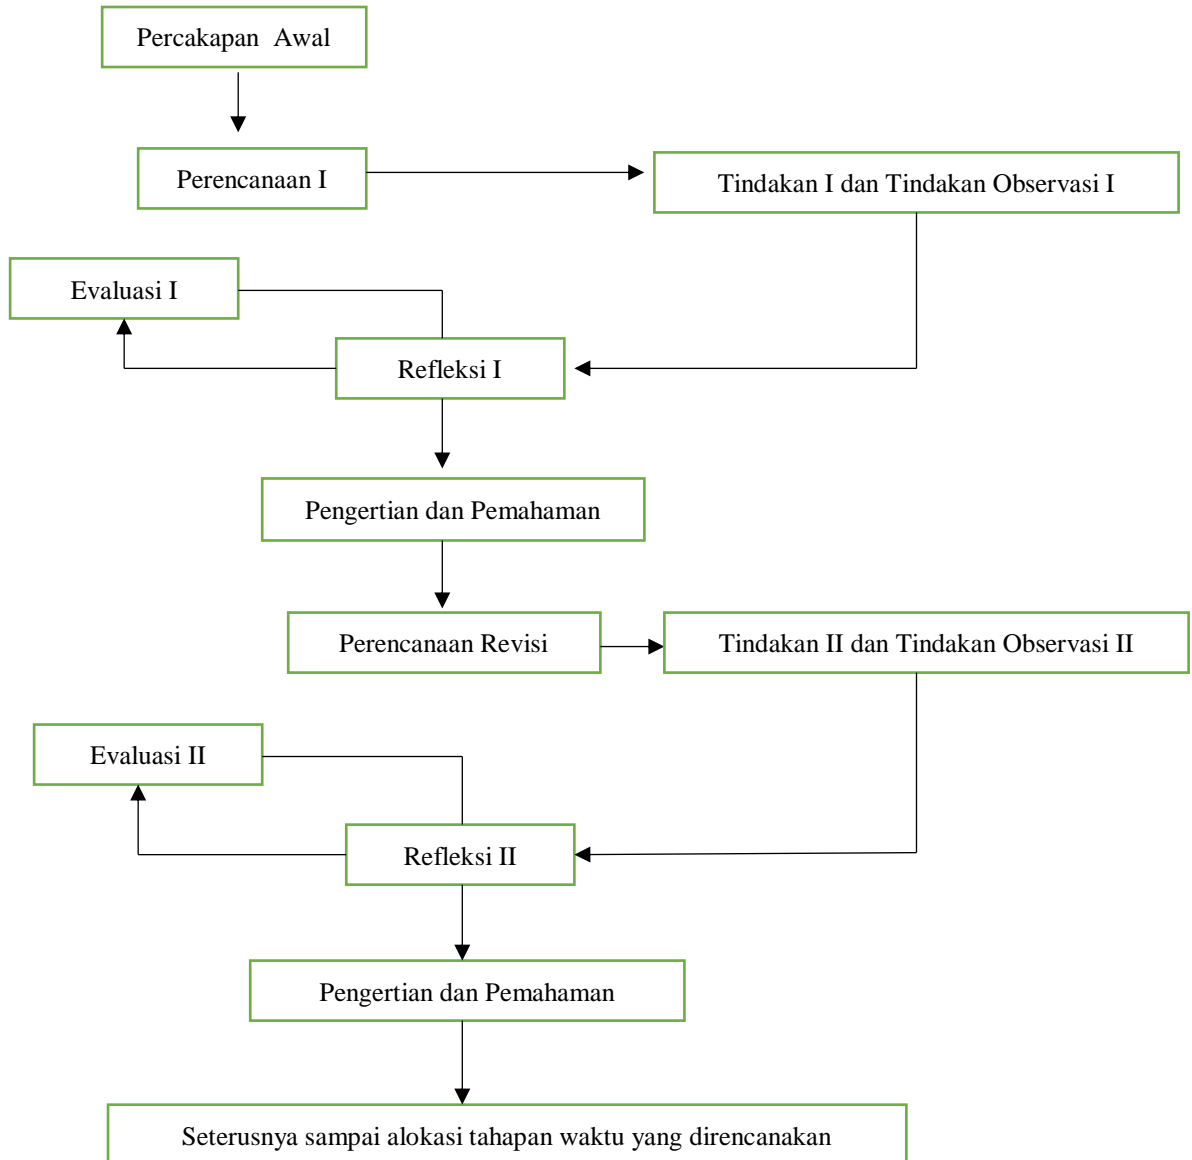 Percakapan  Awal
Perencanaan I
Tindakan I dan Tindakan Observasi I
Evaluasi I
Refleksi I
Pengertian dan Pemahaman
Perencanaan Revisi
Tindakan II dan Tindakan Observasi II
Evaluasi II
Refleksi II
Pengertian dan Pemahaman
Seterusnya sampai alokasi tahapan waktu yang direncanakan